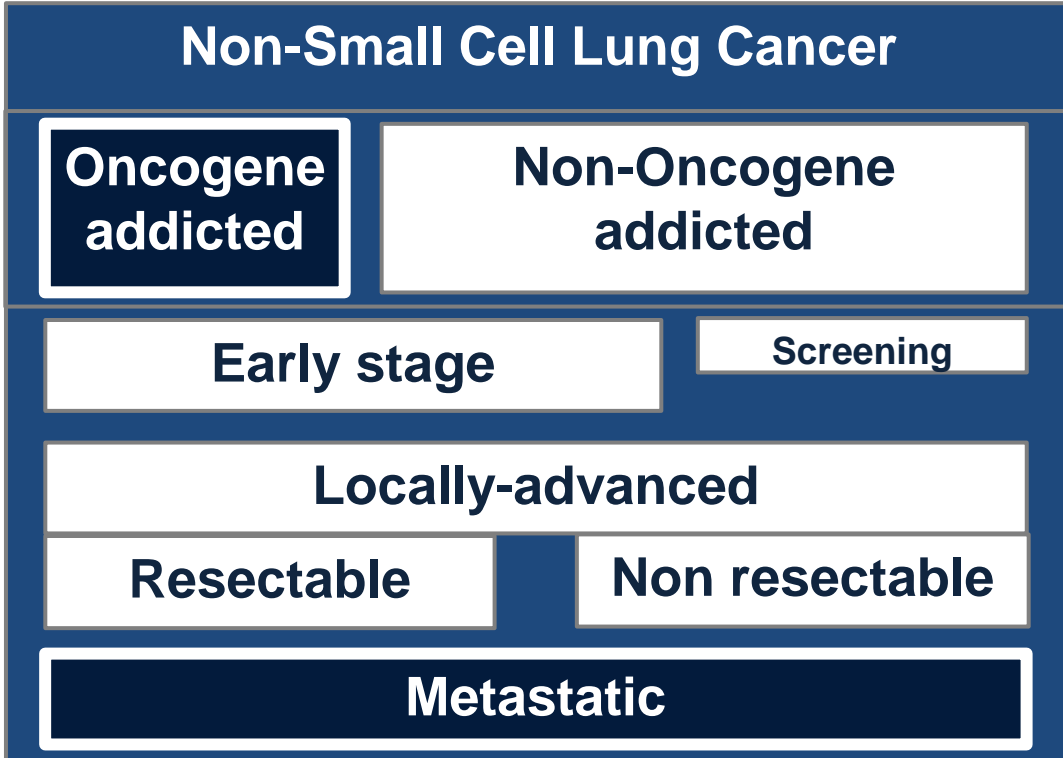 Non-Small Cell Lung Cancer
Oncogene
addicted
Non-Oncogene
addicted
Early stage
Screening
Locally-advanced
Resectable
Non resectable
Metastatic